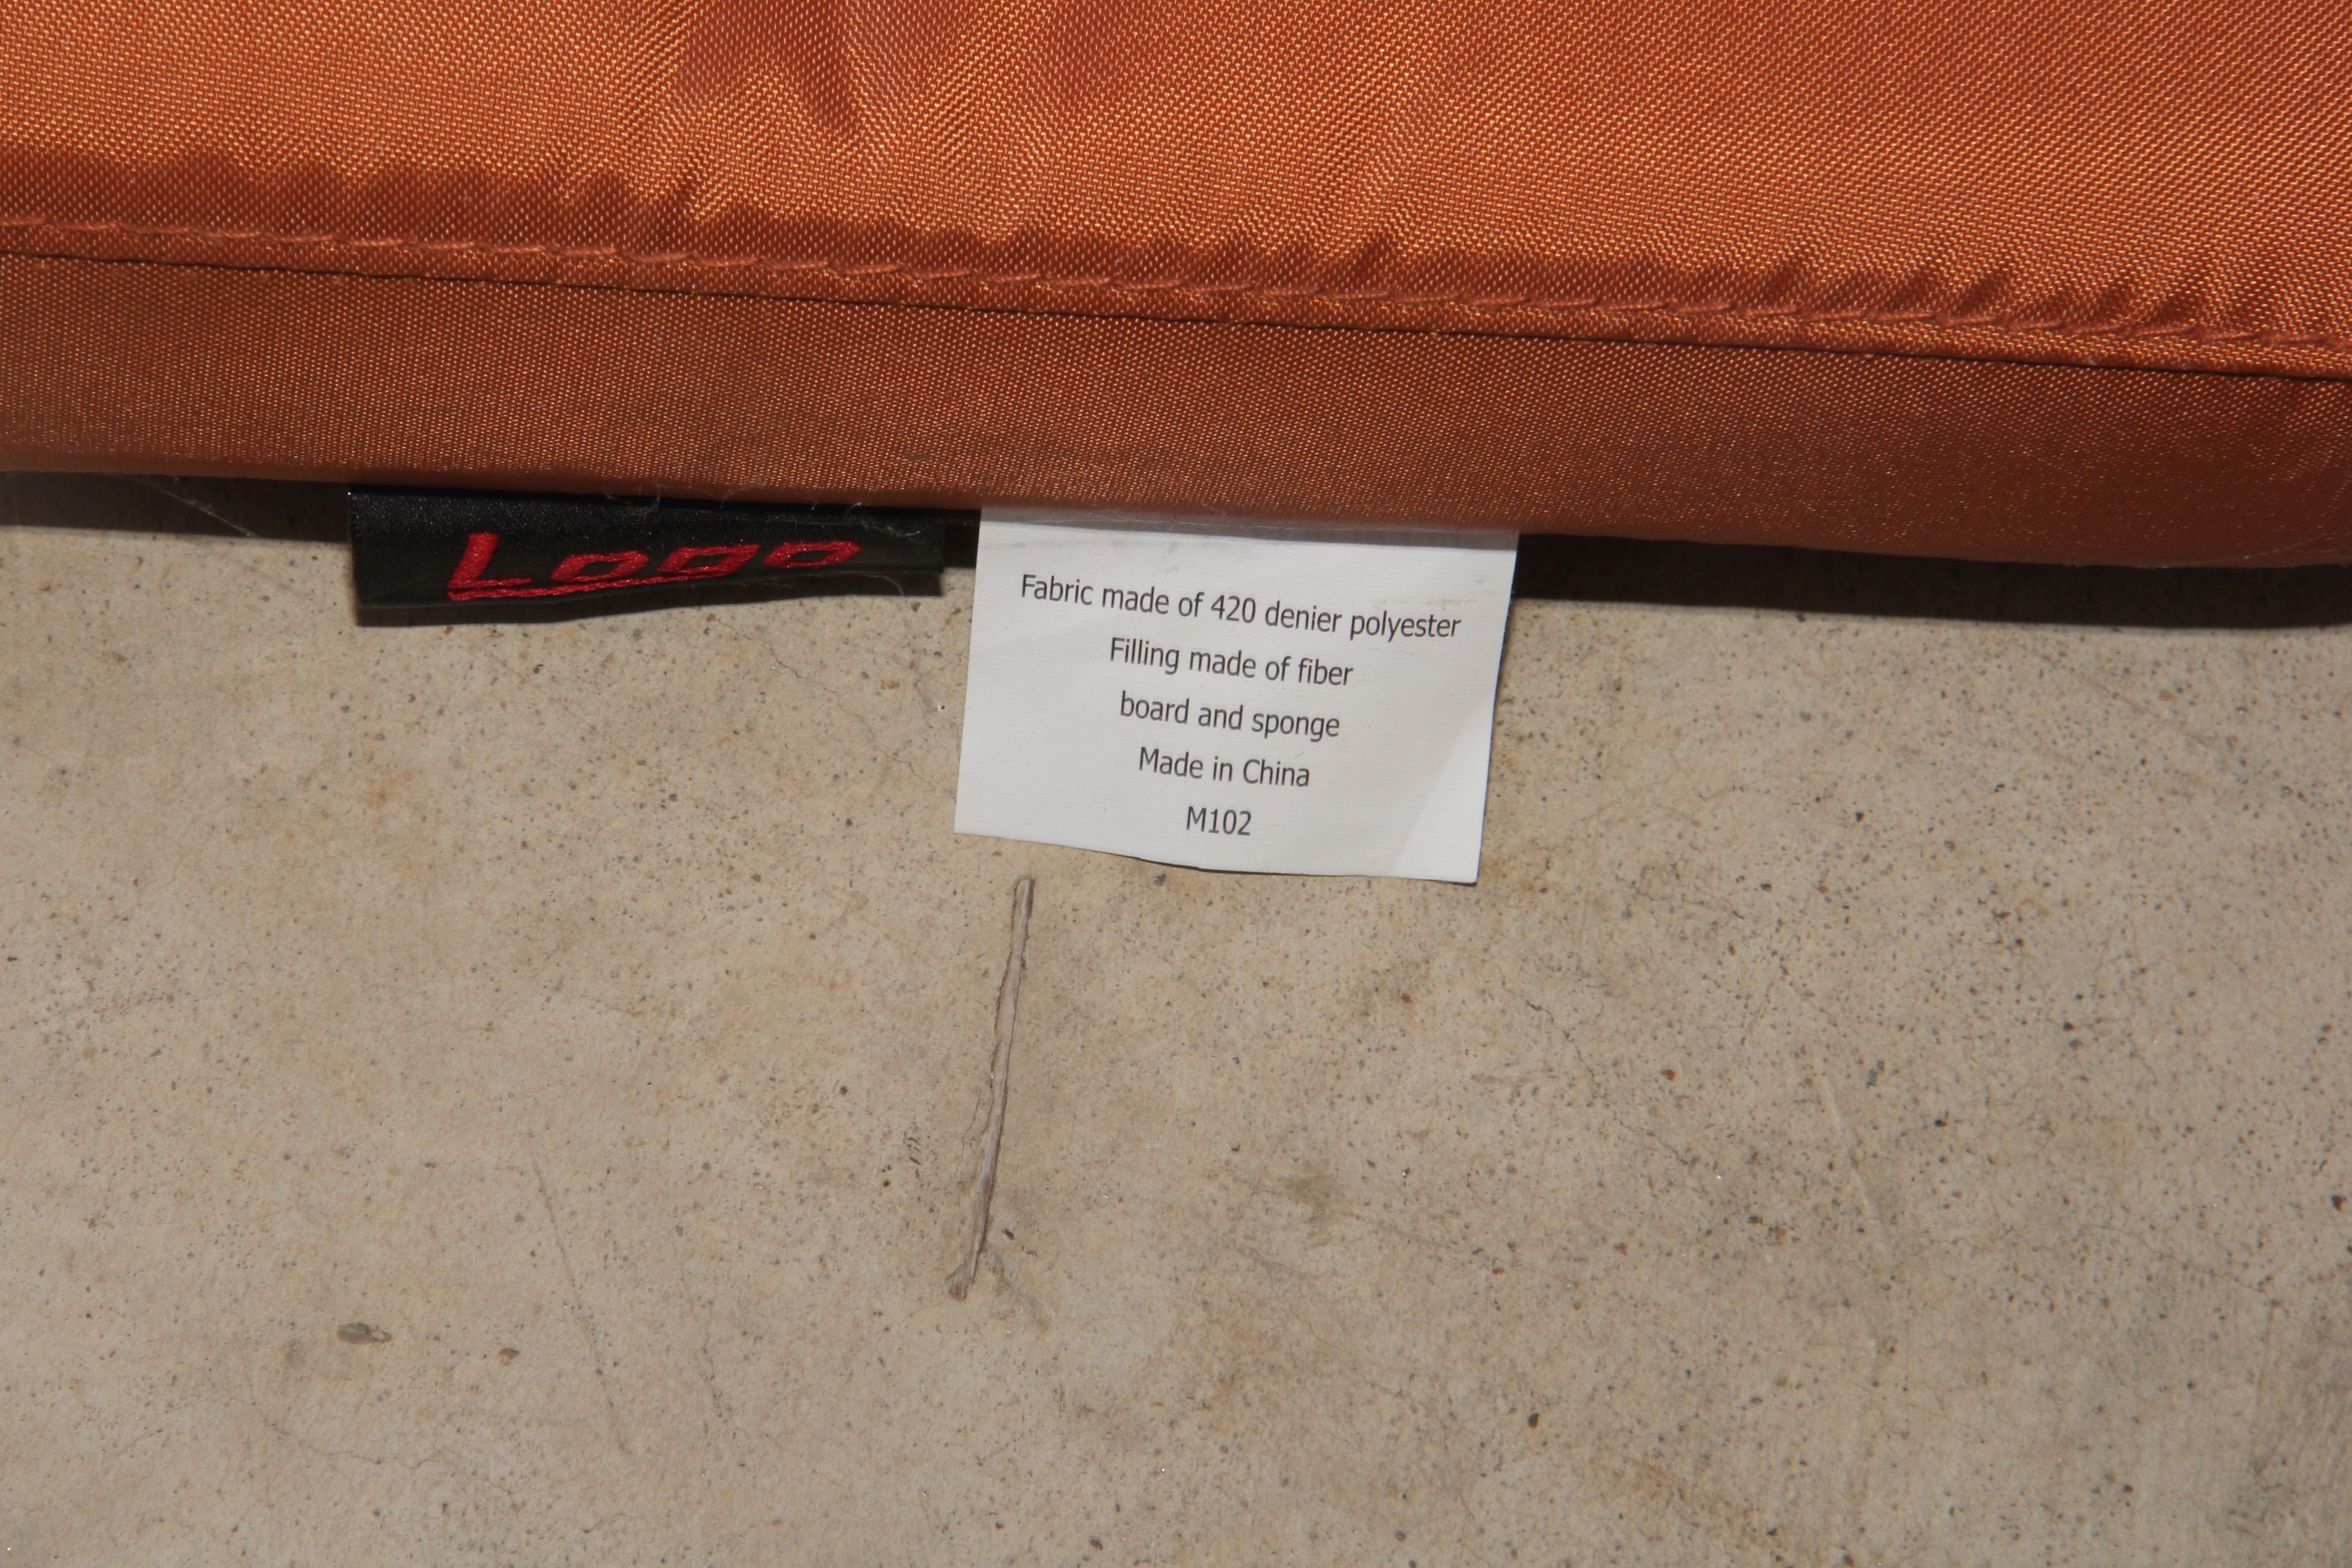 Logo
Fabric made of 420 denier polyester
Filling made of fiber
board and sponge
Made in China
M102